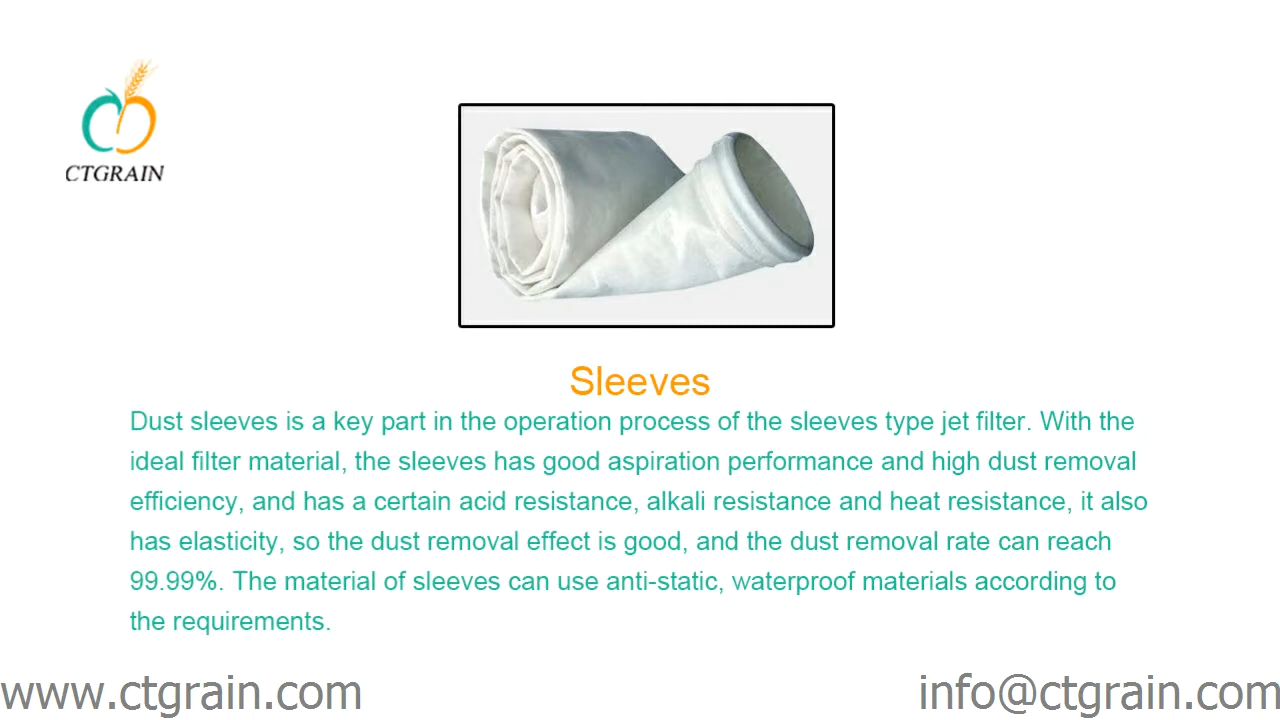 CTGRAIN
Sleeves
Dust sleeves is a key part in the operation process of the sleeves type jet filter. With the
ideal filter material, the sleeves has good aspiration performance and high dust removal
efficiency, and has a certain acid resistance, alkali resistance and heat resistance, it also
has elasticity, so the dust removal effect is good, and the dust removal rate can reach
99.99%. The material of sleeves can use anti-static, waterproof materials according to
the requirements.
www.ctgrain.com
info@ctgrain.com